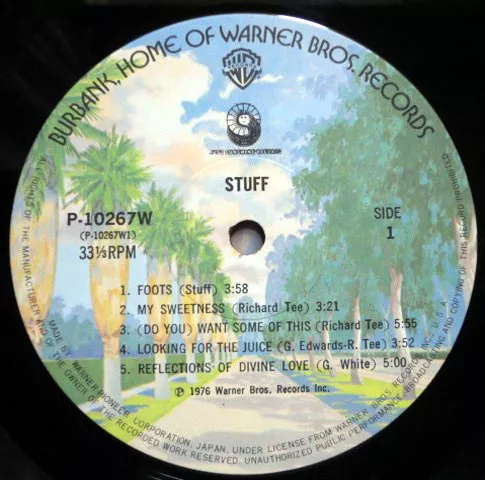 BURBANK, HOME OF WARNER BROS. RECORDS
WB
STUFF
P-10267W
(P-10267W1)
33⅓RPM
SIDE
1
1. FOOTS (Stuff) 3:58
2. MY SWEETNESS (Richard Tee) 3:21
3. (DO YOU) WANT SOME OF THIS (Richard Tee) 5:55
4. LOOKING FOR THE JUICE (G. Edwards-R. Tee) 3:52
5. REFLECTIONS OF DIVINE LOVE (G. White) 5:00
Ⓟ 1976 Warner Bros. Records Inc.
MADE BY WARNER-PIONEER CORPORATION, JAPAN, UNDER LICENSE FROM WARNER BROS RECORDS INC., U.S.A.
ALL RIGHTS OF THE MANUFACTURER AND OF THE OWNER OF THE RECORDED WORK RESERVED. UNAUTHORIZED PUBLIC PERFORMANCE, BROADCASTING AND COPYING OF THIS RECORD PROHIBITED